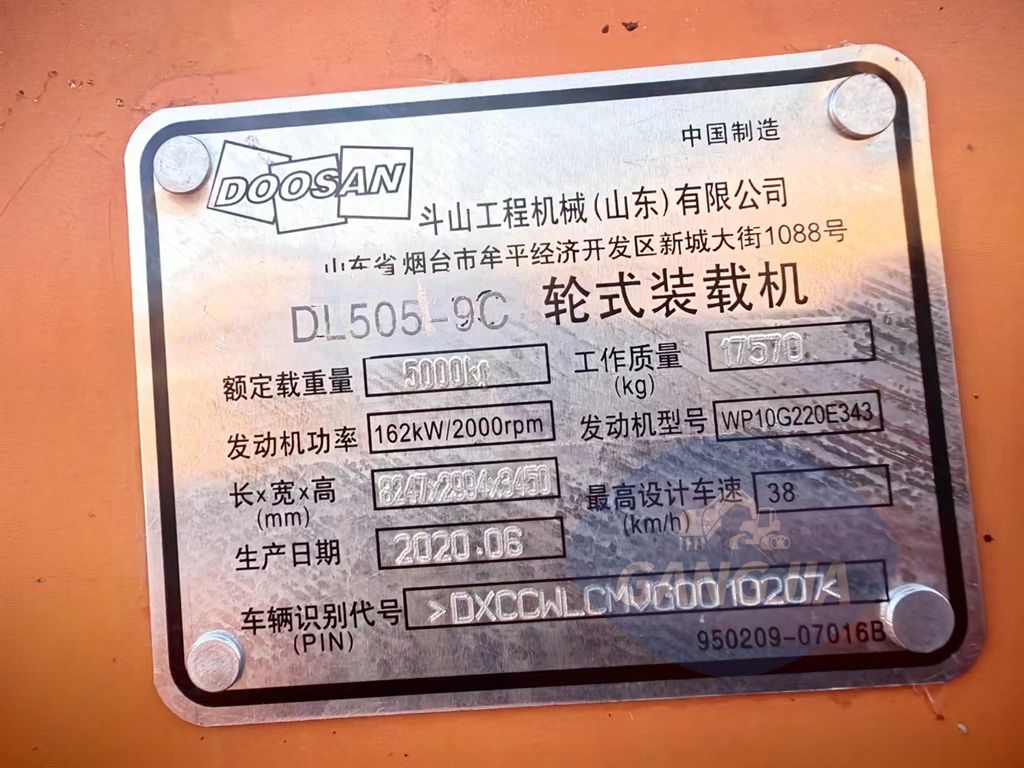 中国制造
DOOSAN
斗山工程机械(山东)有限公司
山东省烟台市牟平经济开发区新城大街1088号
DL505-9C 轮式装载机
额定载重量 5000kg 工作质量 17570
(kg)
发动机功率 162kW/2000rpm 发动机型号 WP10G220E343
长x宽x高 8247x2994x3450 最高设计车速 38
(mm) (km/h)
生产日期 2020.06
GANGJIA
车辆识别代号 >DXCCWLCMVG0010207<
(PIN) 950209-07016B